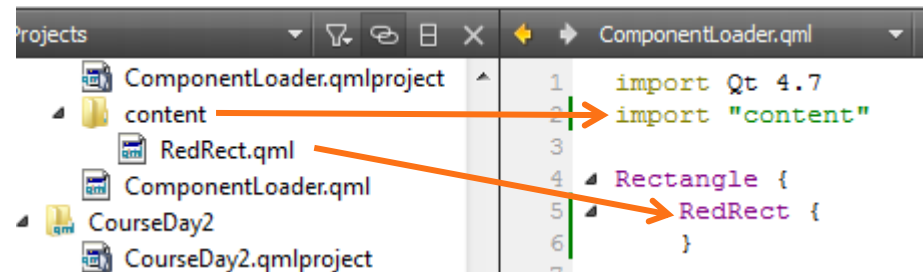 Projects
ComponentLoader.qmlproject
content
RedRect.qml
ComponentLoader.qml
CourseDay2
CourseDay2.qmlproject
ComponentLoader.qml
1 import Qt 4.7
2 import "content"
3
4 Rectangle {
5 RedRect {
6 }